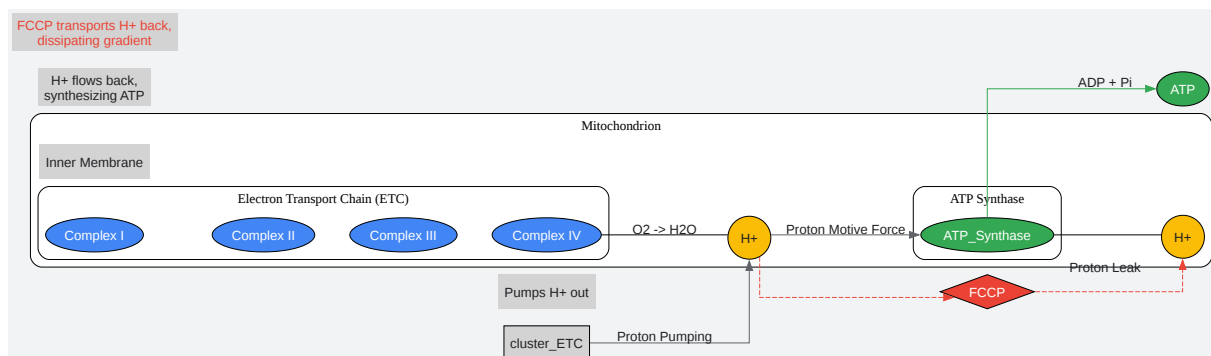 FCCP transports H+ back,
dissipating gradient
H+ flows back,
synthesizing ATP
ADP + Pi
ATP
Mitochondrion
Inner Membrane
Electron Transport Chain (ETC)
ATP Synthase
Complex I
Complex II
Complex III
Complex IV
O2 -> H2O
H+
Proton Motive Force
ATP_Synthase
H+
Proton Leak
Pumps H+ out
FCCP
cluster_ETC
Proton Pumping